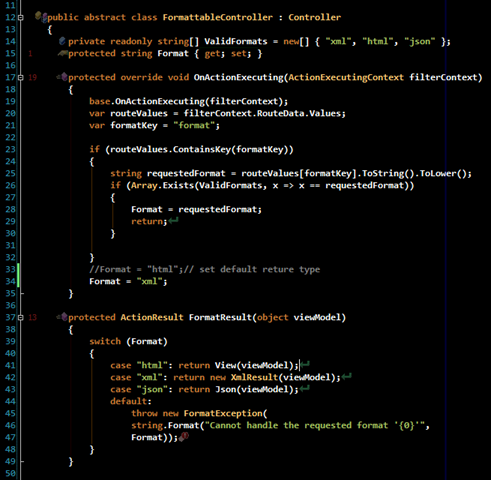 11
12 public abstract class FormattableController : Controller
13 {
14 private readonly string[] ValidFormats = new[] { "xml", "html", "json" };
15 1 protected string Format { get; set; }
16
17 19 protected override void OnActionExecuting(ActionExecutingContext filterContext)
18 {
19 base.OnActionExecuting(filterContext);
20 var routeValues = filterContext.RouteData.Values;
21 var formatKey = "format";
22
23 if (routeValues.ContainsKey(formatKey))
24 {
25 string requestedFormat = routeValues[formatKey].ToString().ToLower();
26 if (Array.Exists(ValidFormats, x => x == requestedFormat))
27 {
28 Format = requestedFormat;
29 return;
30 }
31
32 }
33 //Format = "html";// set default reture type
34 Format = "xml";
35 }
36
37 13 protected ActionResult FormatResult(object viewModel)
38 {
39 switch (Format)
40 {
41 case "html": return View(viewModel);
42 case "xml": return new XmlResult(viewModel);
43 case "json": return Json(viewModel);
44 default:
45 throw new FormatException(
46 string.Format("Cannot handle the requested format '{0}'",
47 Format));
48 }
49 }
50